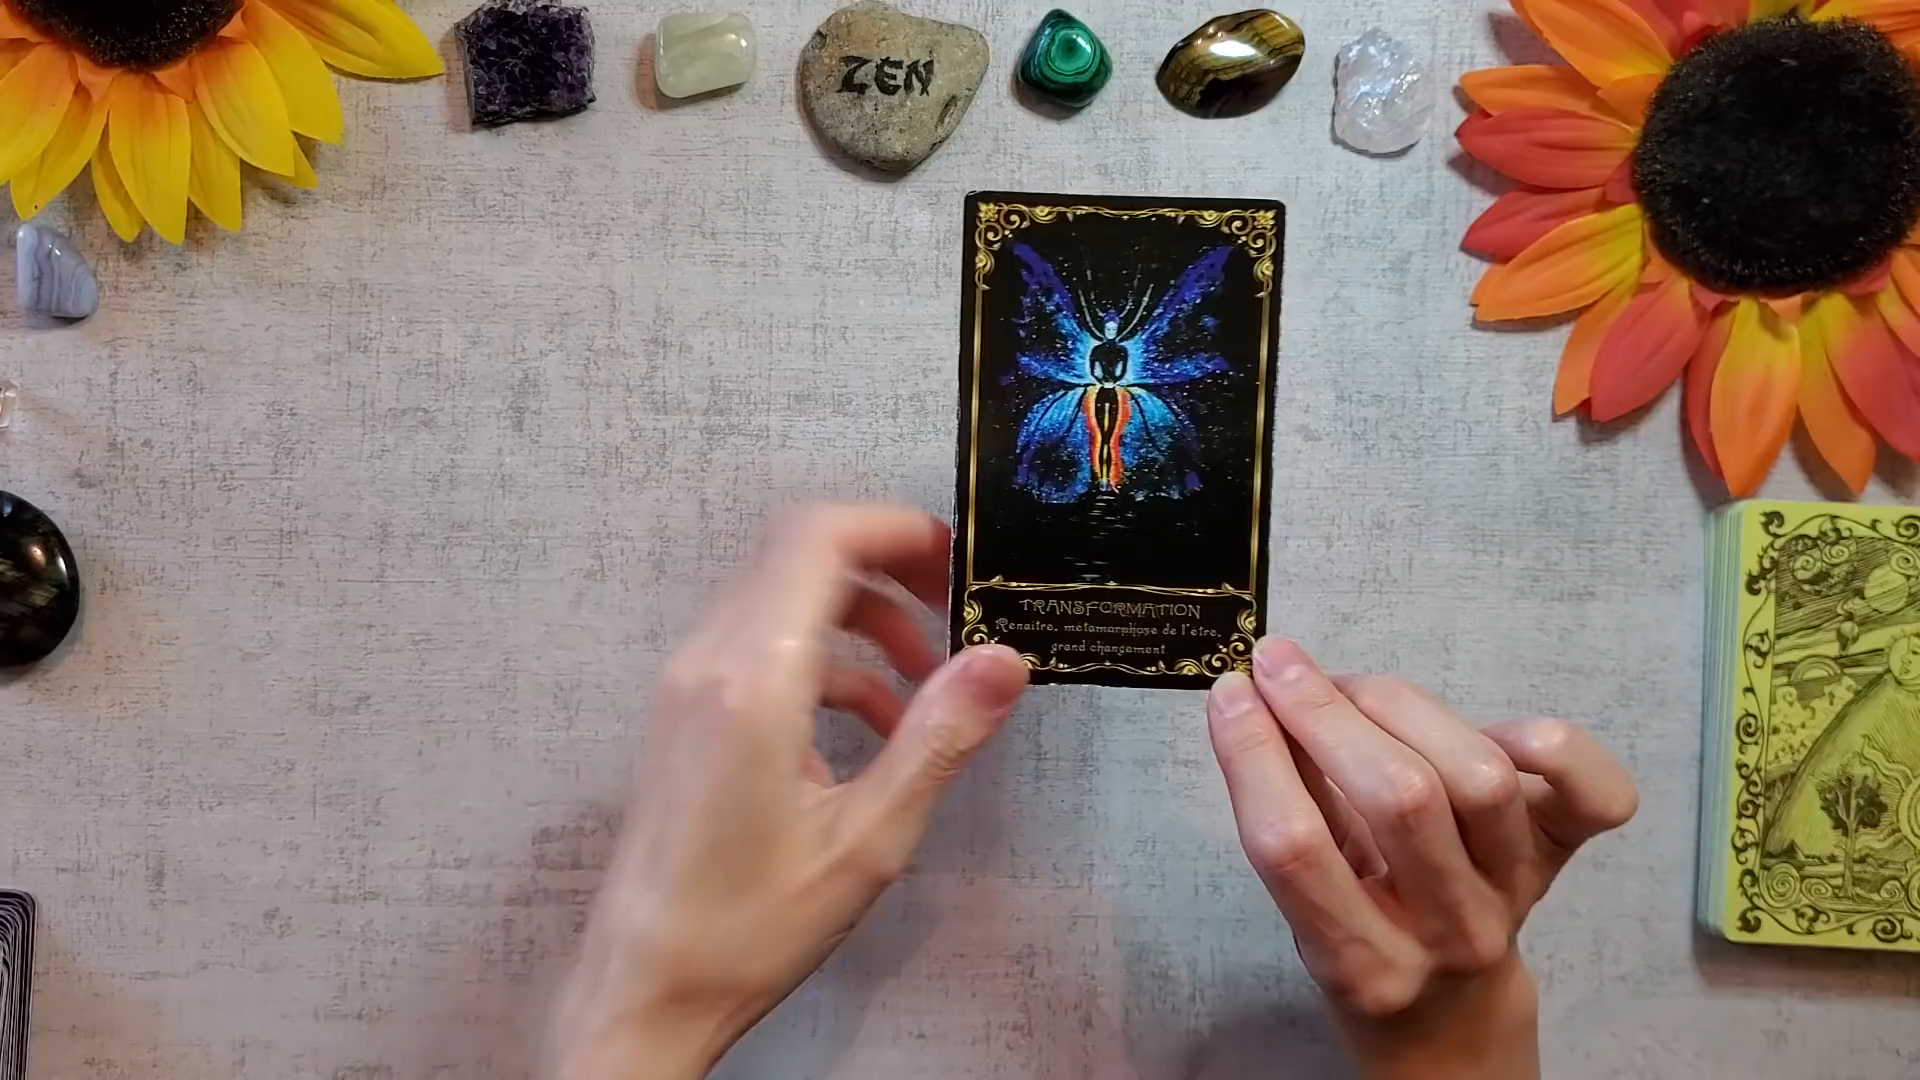 ZEN
TRANSFORMATION
Renaître, métamorphose de l'être,
grand changement